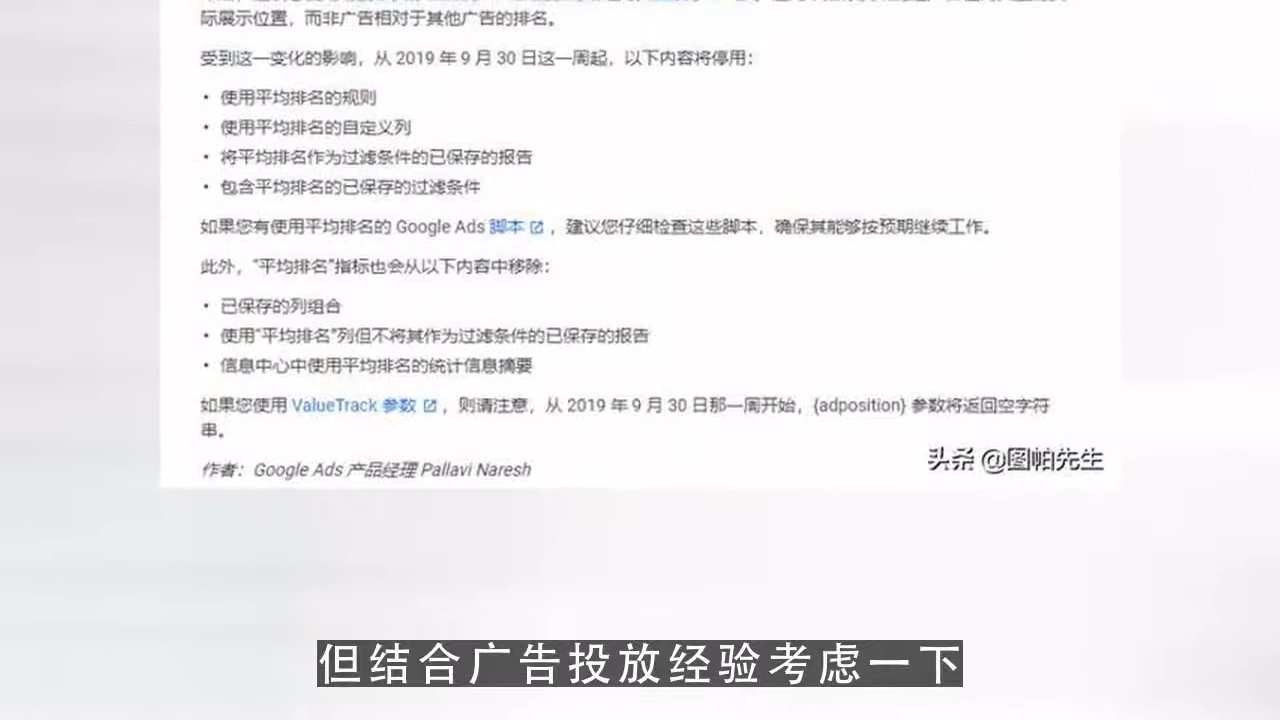 际展示位置，而非广告相对于其他广告的排名。
受到这一变化的影响，从 2019 年 9 月 30 日这一周起，以下内容将停用：
• 使用平均排名的规则
• 使用平均排名的自定义列
• 将平均排名作为过滤条件的已保存的报告
• 包含平均排名的已保存的过滤条件
如果您有使用平均排名的 Google Ads 脚本 ，建议您仔细检查这些脚本，确保其能够按预期继续工作。
此外，“平均排名”指标也会从以下内容中移除：
• 已保存的列组合
• 使用“平均排名”列但不将其作为过滤条件的已保存的报告
• 信息中心中使用平均排名的统计信息摘要
如果您使用 ValueTrack 参数 ，则请注意，从 2019 年 9 月 30 日那一周开始，{adposition} 参数将返回空字符
串。
作者：Google Ads 产品经理 Pallavi Naresh
头条 @图帕先生
但结合广告投放经验考虑一下